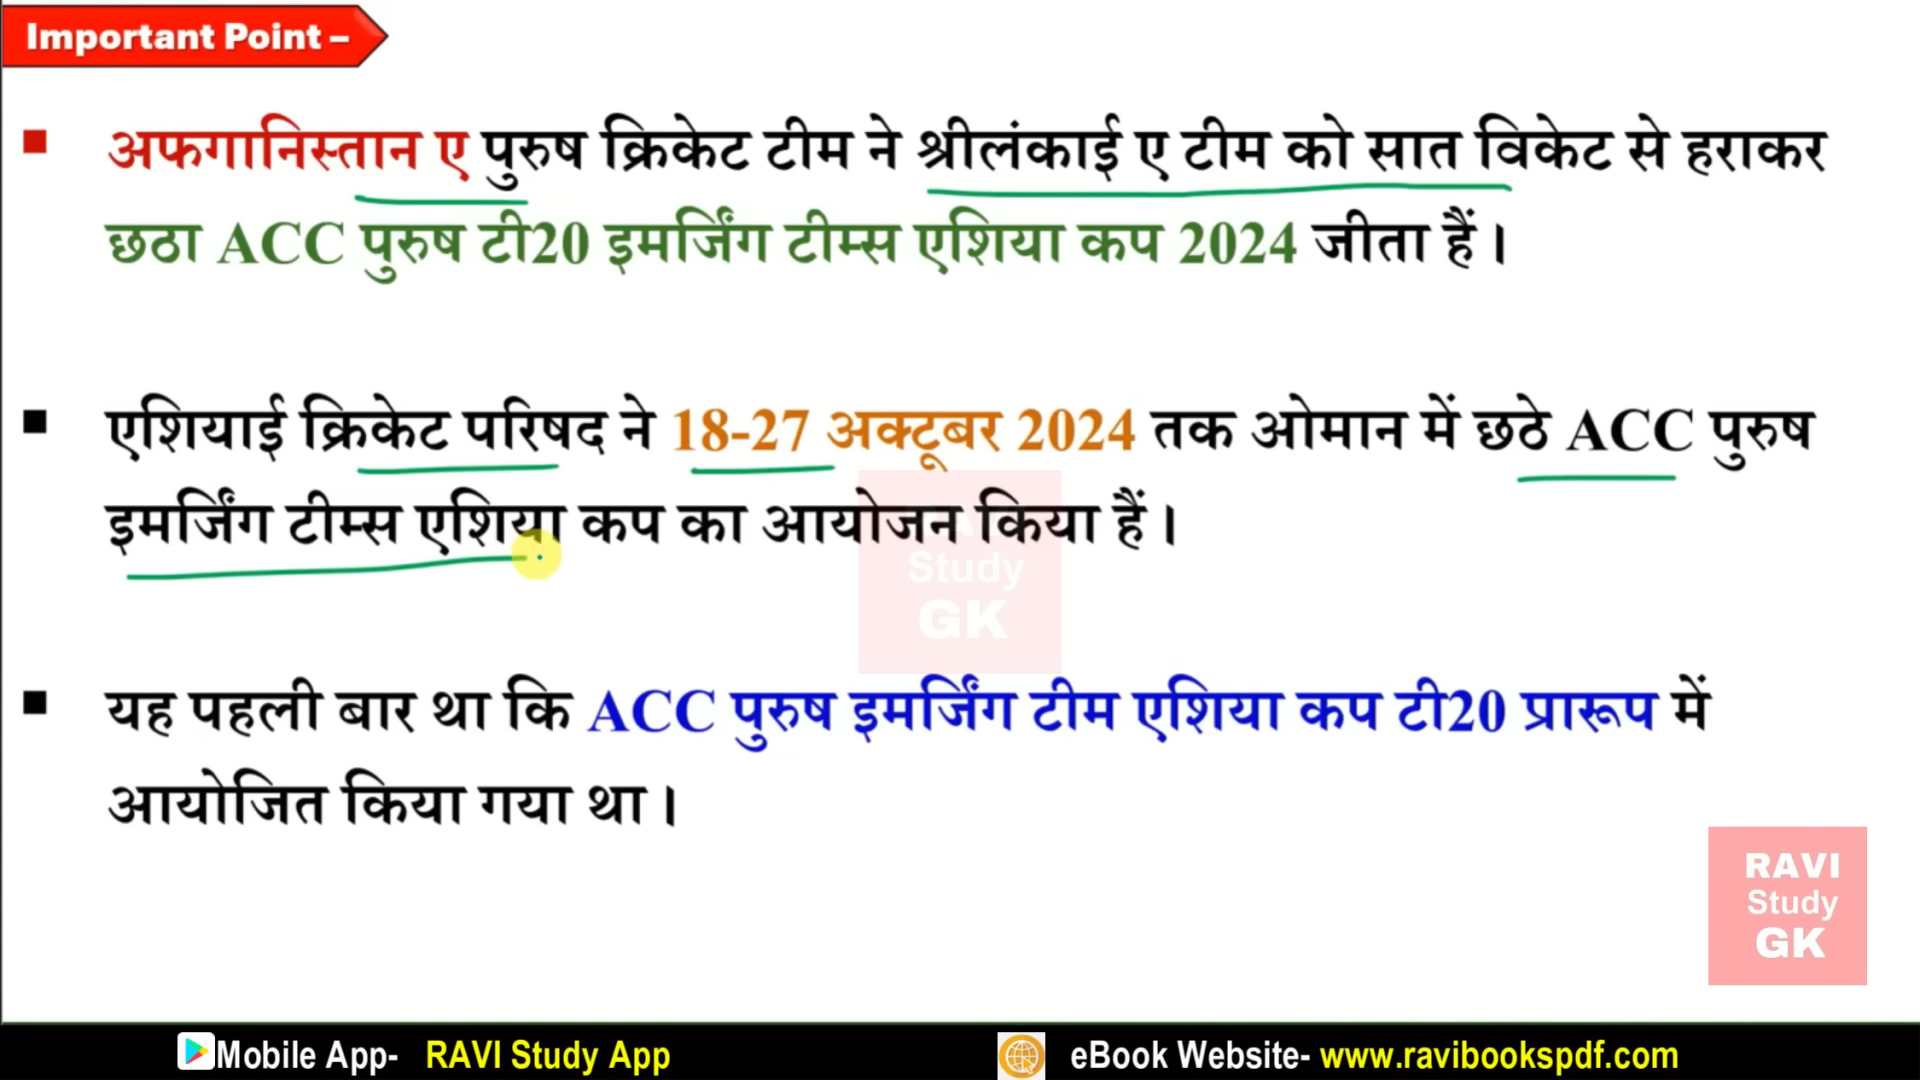 Important Point –
▪ अफगानिस्तान ए पुरुष क्रिकेट टीम ने श्रीलंकाई ए टीम को सात विकेट से हराकर
छठा ACC पुरुष टी20 इमर्जिंग टीम्स एशिया कप 2024 जीता हैं।
▪ एशियाई क्रिकेट परिषद ने 18-27 अक्टूबर 2024 तक ओमान में छठे ACC पुरुष
इमर्जिंग टीम्स एशिया कप का आयोजन किया हैं।
Study
GK
▪ यह पहली बार था कि ACC पुरुष इमर्जिंग टीम एशिया कप टी20 प्रारूप में
आयोजित किया गया था।
RAVI
Study
GK
Mobile App- RAVI Study App
eBook Website- www.ravibookspdf.com